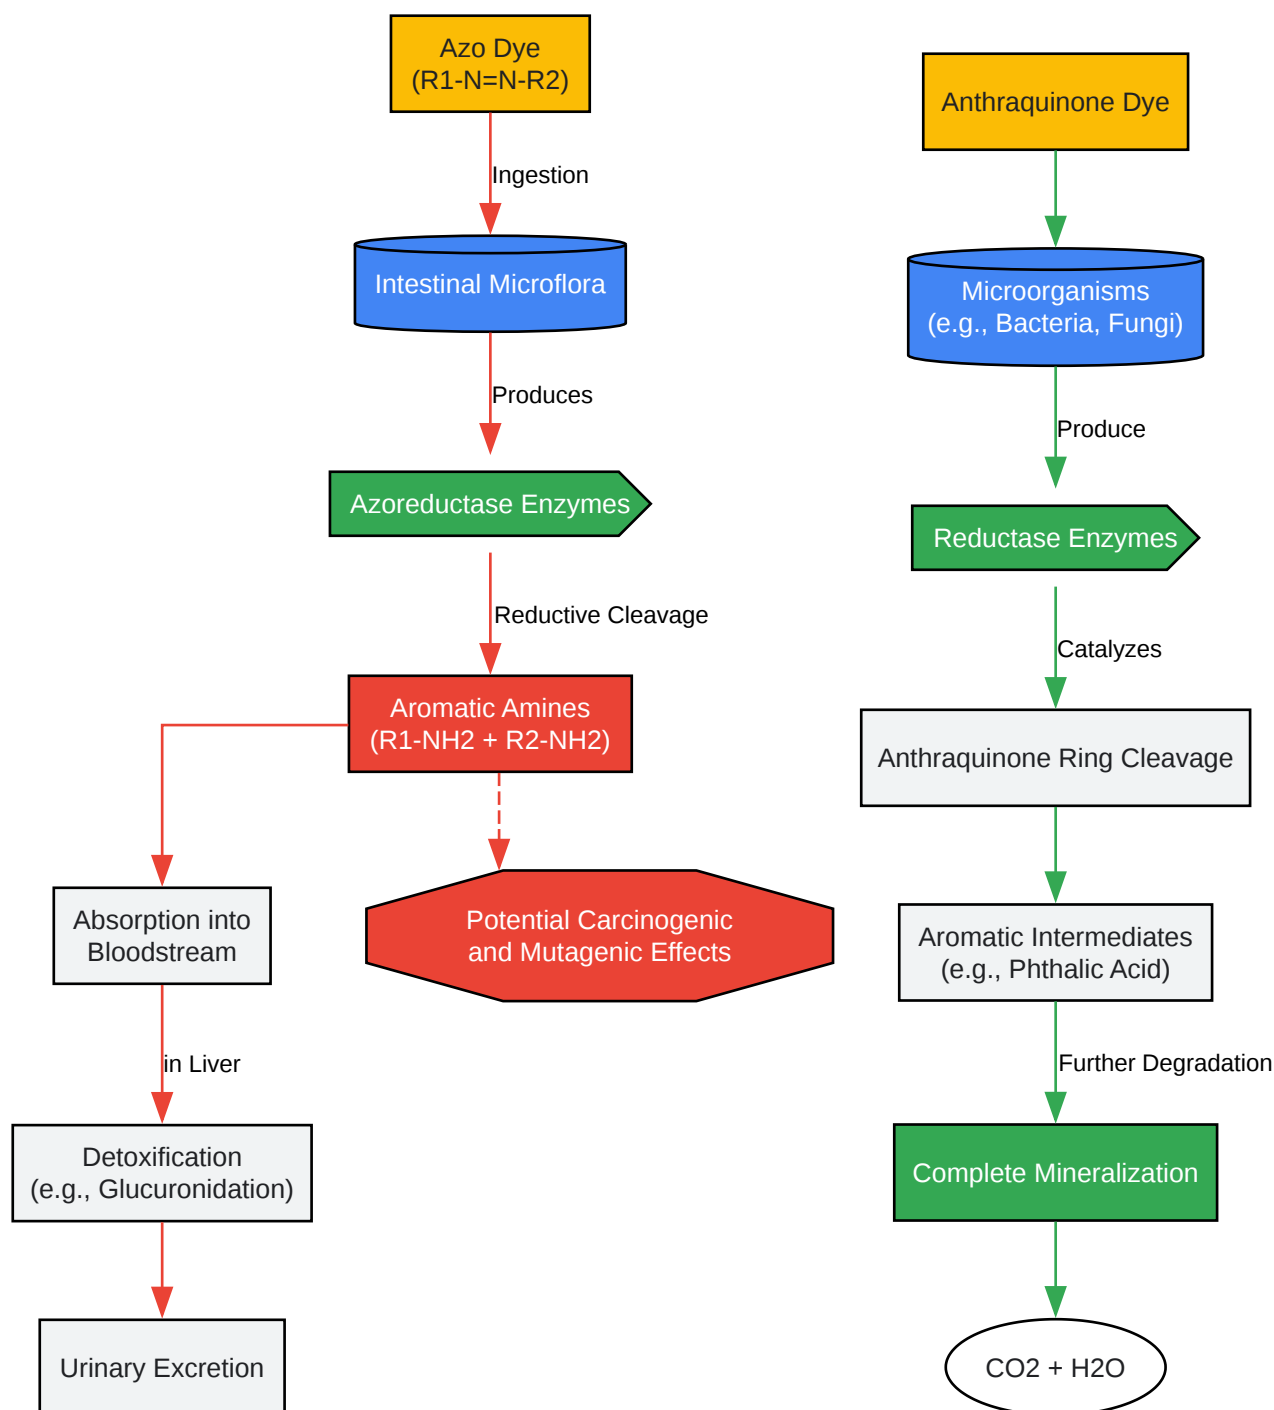 Azo Dye
(R1-N=N-R2)
Ingestion
Intestinal Microflora
Produces
Azoreductase Enzymes
Reductive Cleavage
Aromatic Amines
(R1-NH2 + R2-NH2)
Absorption into
Bloodstream
Potential Carcinogenic
and Mutagenic Effects
in Liver
Detoxification
(e.g., Glucuronidation)
Urinary Excretion
Anthraquinone Dye
Microorganisms
(e.g., Bacteria, Fungi)
Produce
Reductase Enzymes
Catalyzes
Anthraquinone Ring Cleavage
Aromatic Intermediates
(e.g., Phthalic Acid)
Further Degradation
Complete Mineralization
CO2 + H2O